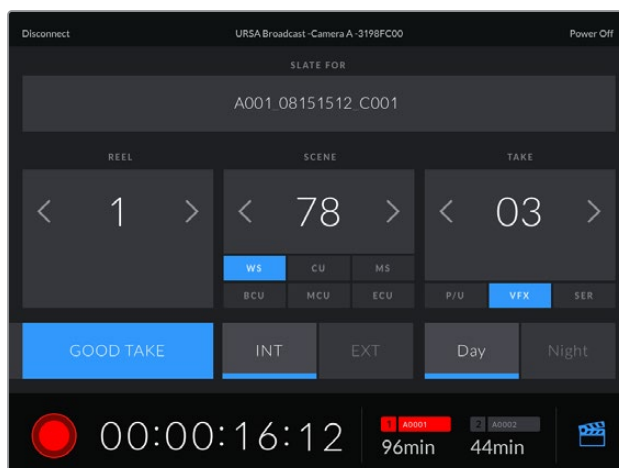 Disconnect URSA Broadcast -Camera A -3198FC00 Power Off
SLATE FOR
A001_08151512_C001
REEL SCENE TAKE
1 78 03
WS CU MS
BCU MCU ECU P/U VFX SER
GOOD TAKE INT EXT Day Night
1 A0001 2 A0002
00:00:16:12 96min 44min